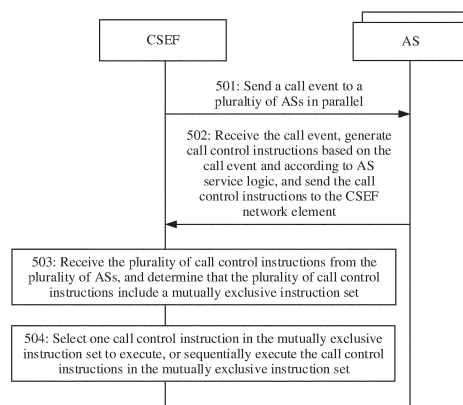 CSEF
AS
501: Send a call event to a
pluraltiy of ASs in parallel
502: Receive the call event, generate
call control instructions based on the
call event and according to AS
service logic, and send the call
control instructions to the CSEF
network element
503: Receive the plurality of call control instructions from the
plurality of ASs, and determine that the plurality of call control
instructions include a mutually exclusive instruction set
504: Select one call control instruction in the mutually exclusive
instruction set to execute, or sequentially execute the call control
instructions in the mutually exclusive instruction set